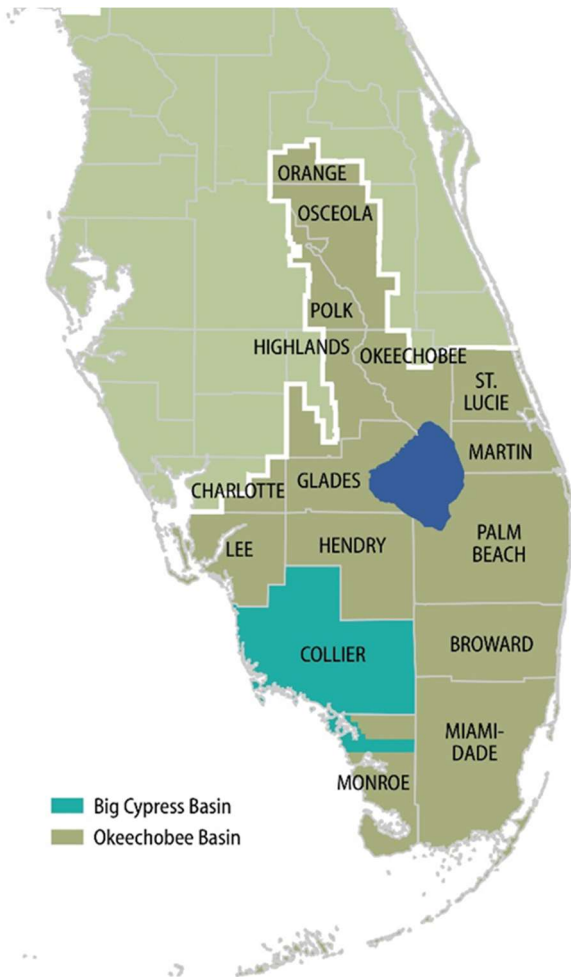 ORANGE
OSCEOLA
POLK
HIGHLANDS
OKEECHOBEE
ST.
LUCIE
MARTIN
CHARLOTTE
GLADES
PALM
BEACH
LEE
HENDRY
COLLIER
BROWARD
MIAMI-
DADE
MONROE
Big Cypress Basin
Okeechobee Basin